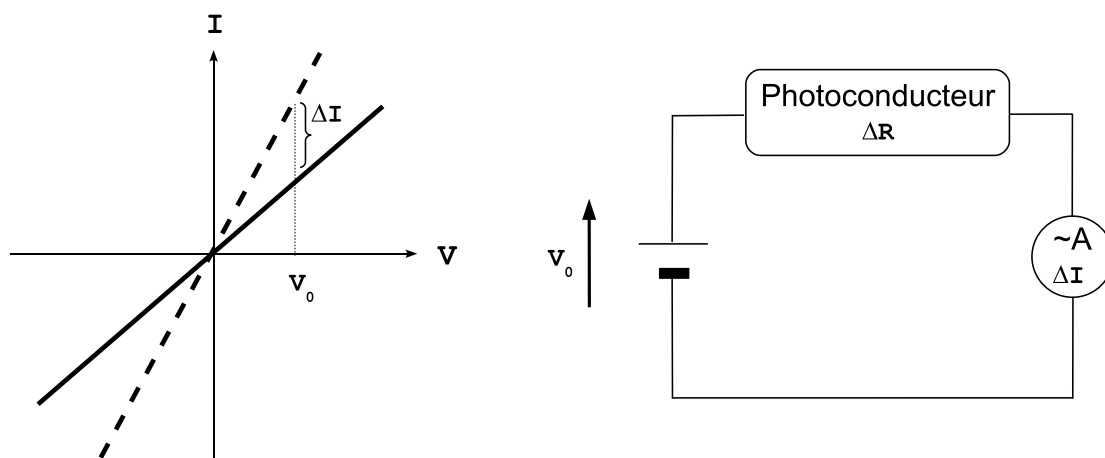 I
ΔI
V
V₀
Photoconducteur
ΔR
V₀
~A
ΔI